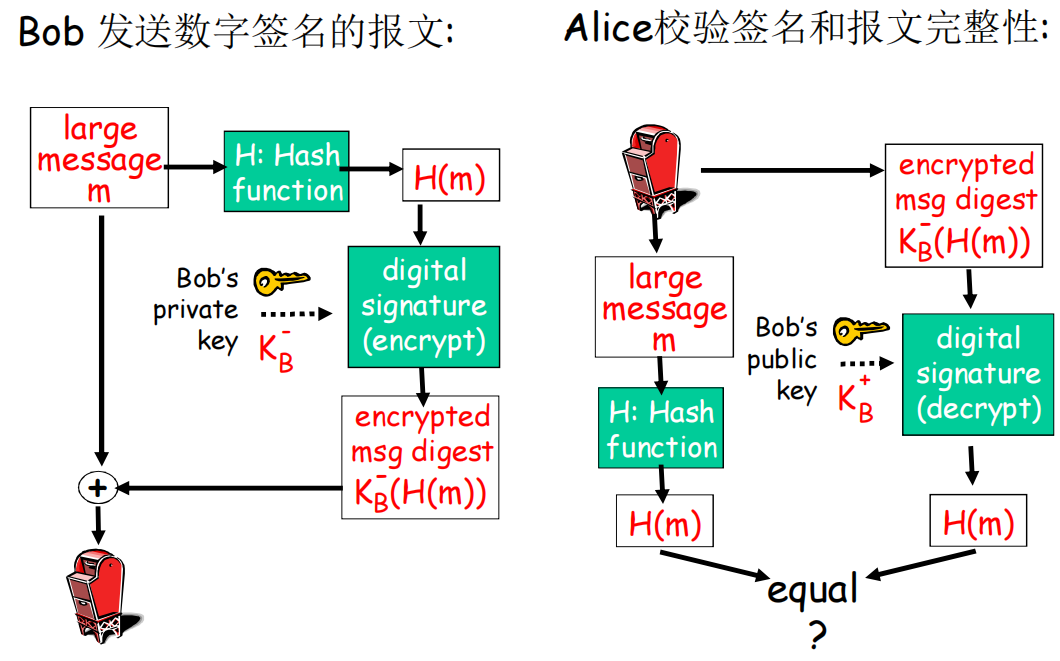 Bob 发送数字签名的报文:
large
message
m
H: Hash
function
H(m)
Bob's
private
key
K_B^-
digital
signature
(encrypt)
encrypted
msg digest
K_B^-(H(m))
+
Alice校验签名和报文完整性:
encrypted
msg digest
K_B^-(H(m))
large
message
m
Bob's
public
key
K_B^+
digital
signature
(decrypt)
H: Hash
function
H(m)
H(m)
equal
?